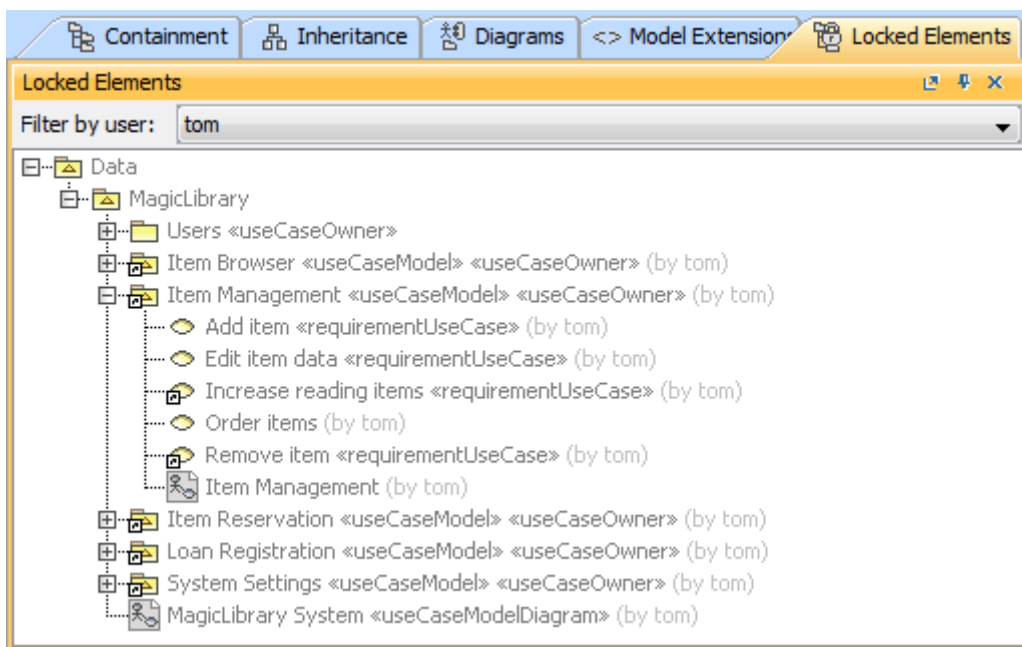 Containment Inheritance Diagrams <> Model Extension Locked Elements
Locked Elements
Filter by user: tom
Data
MagicLibrary
Users «useCaseOwner»
Item Browser «useCaseModel» «useCaseOwner» (by tom)
Item Management «useCaseModel» «useCaseOwner» (by tom)
Add item «requirementUseCase» (by tom)
Edit item data «requirementUseCase» (by tom)
Increase reading items «requirementUseCase» (by tom)
Order items (by tom)
Remove item «requirementUseCase» (by tom)
Item Management (by tom)
Item Reservation «useCaseModel» «useCaseOwner» (by tom)
Loan Registration «useCaseModel» «useCaseOwner» (by tom)
System Settings «useCaseModel» «useCaseOwner» (by tom)
MagicLibrary System «useCaseModelDiagram» (by tom)